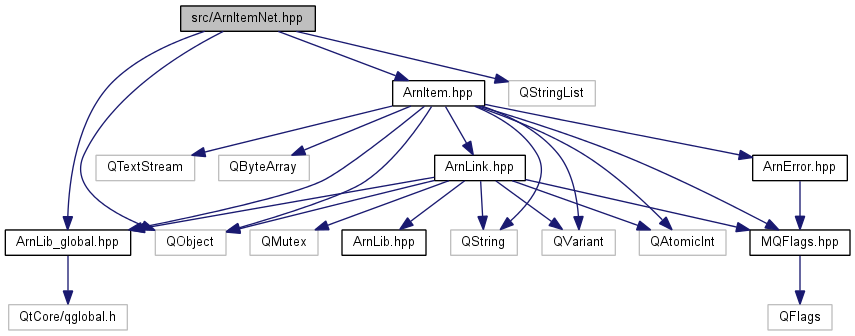 src/ArnItemNet.hpp
ArnItem.hpp
QStringList
QTextStream
QByteArray
ArnLink.hpp
ArnError.hpp
ArnLib_global.hpp
QObject
QMutex
ArnLib.hpp
QString
QVariant
QAtomicInt
MQFlags.hpp
QtCore/qglobal.h
QFlags